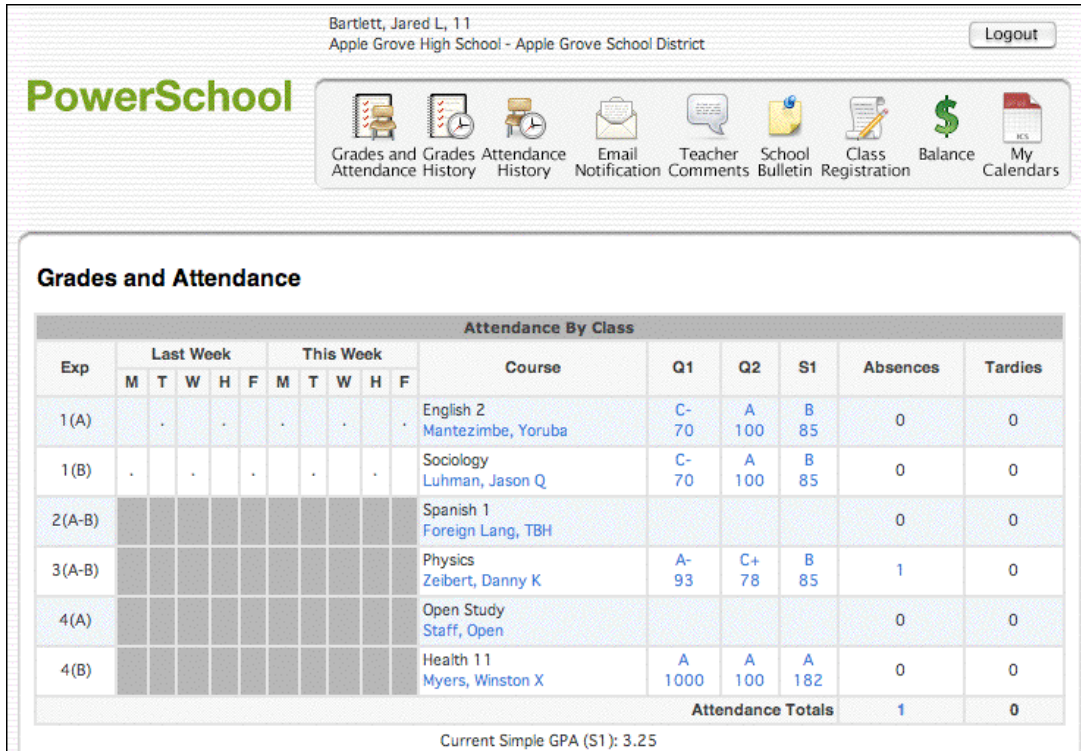 Bartlett, Jared L, 11
Apple Grove High School - Apple Grove School District
Logout
PowerSchool
Grades and Attendance
Grades History
Attendance History
Email Notification
Teacher Comments
School Bulletin
Class Registration
Balance
ICS
My Calendars
Grades and Attendance
Attendance By Class
Exp Last Week This Week Course Q1 Q2 S1 Absences Tardies
M T W H F M T W H F
1(A) . . . . . English 2 C- A B 0 0
Mantezimbe, Yoruba 70 100 85
1(B) . . . . . Sociology C- A B 0 0
Luhman, Jason Q 70 100 85
2(A-B) Spanish 1 0 0
Foreign Lang, TBH
3(A-B) Physics A- C+ B 1 0
Zeibert, Danny K 93 78 85
4(A) Open Study 0 0
Staff, Open
4(B) Health 11 A A A 0 0
Myers, Winston X 1000 100 182
Attendance Totals 1 0
Current Simple GPA (S1): 3.25